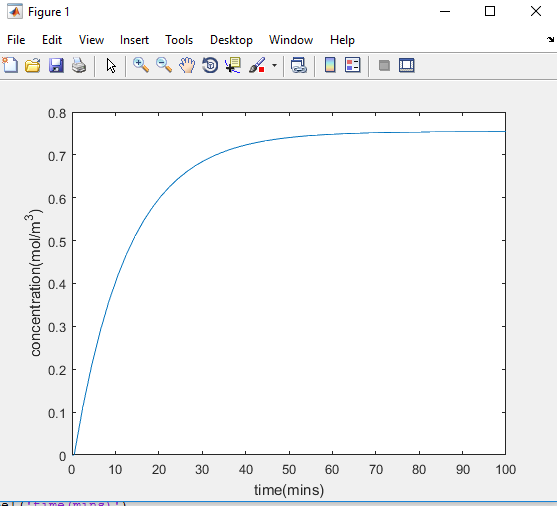 Figure 1
File Edit View Insert Tools Desktop Window Help
0.8
0.7
0.6
0.5
0.4
0.3
0.2
0.1
0
concentration(mol/m³)
0 10 20 30 40 50 60 70 80 90 100
time(mins)